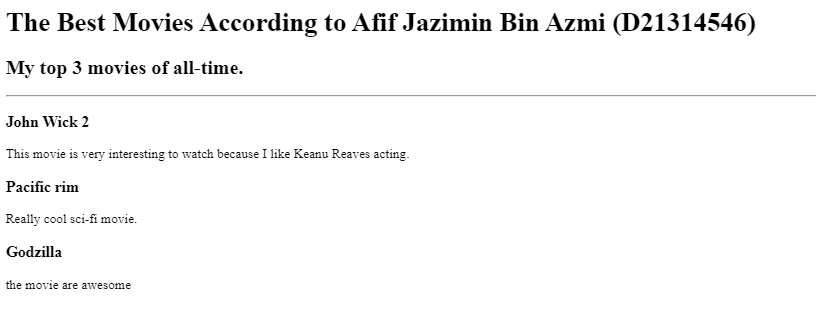 The Best Movies According to Afif Jazimin Bin Azmi (D21314546)
My top 3 movies of all-time.
John Wick 2
This movie is very interesting to watch because I like Keanu Reaves acting.
Pacific rim
Really cool sci-fi movie.
Godzilla
the movie are awesome